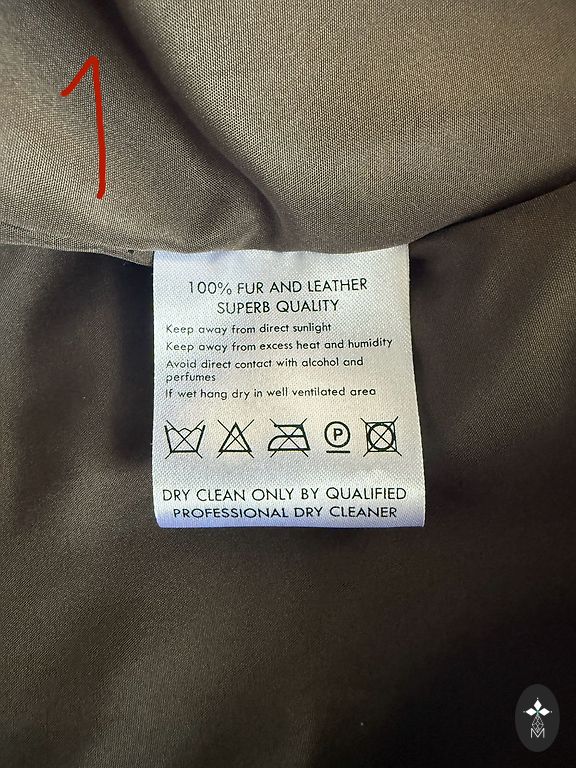 1
100% FUR AND LEATHER
SUPERB QUALITY
Keep away from direct sunlight
Keep away from excess heat and humidity
Avoid direct contact with alcohol and
perfumes
If wet hang dry in well ventilated area
P
DRY CLEAN ONLY BY QUALIFIED
PROFESSIONAL DRY CLEANER
M